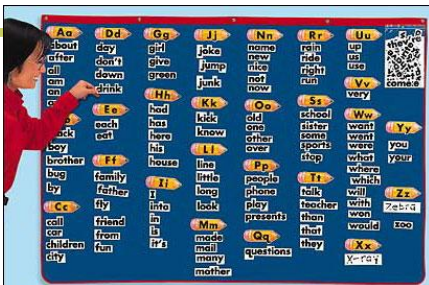 Aa
about
after
all
am
an
back
boy
brother
bug
by
Cc
call
car
children
city
Dd
day
don't
down
drink
Ee
each
eat
Ff
family
father
fly
friend
from
fun
Gg
girl
give
green
Hh
had
has
here
his
house
Ii
I
into
in
is
it's
Jj
joke
jump
junk
Kk
kick
know
Ll
line
little
long
look
Mm
made
mail
many
mother
Nn
name
new
nice
not
now
Oo
old
one
other
over
Pp
people
phone
play
presents
Qq
questions
Rr
rain
ride
right
run
Ss
school
sister
some
sports
stop
Tt
talk
teacher
than
that
they
Uu
up
us
use
Vv
very
Ww
want
went
were
what
where
which
will
with
won
would
Xx
x-ray
Yy
you
your
Zz
zebra
zoo